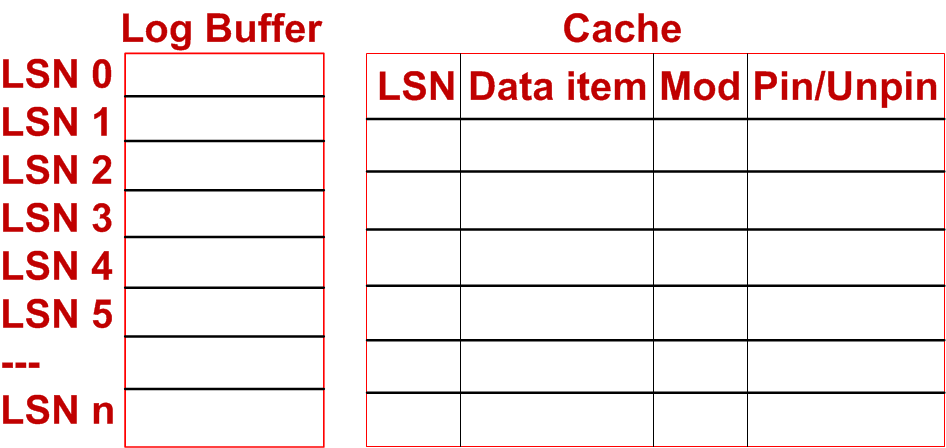 Log Buffer
Cache
LSN 0
LSN 1
LSN 2
LSN 3
LSN 4
LSN 5
---
LSN n
LSN Data item Mod Pin/Unpin